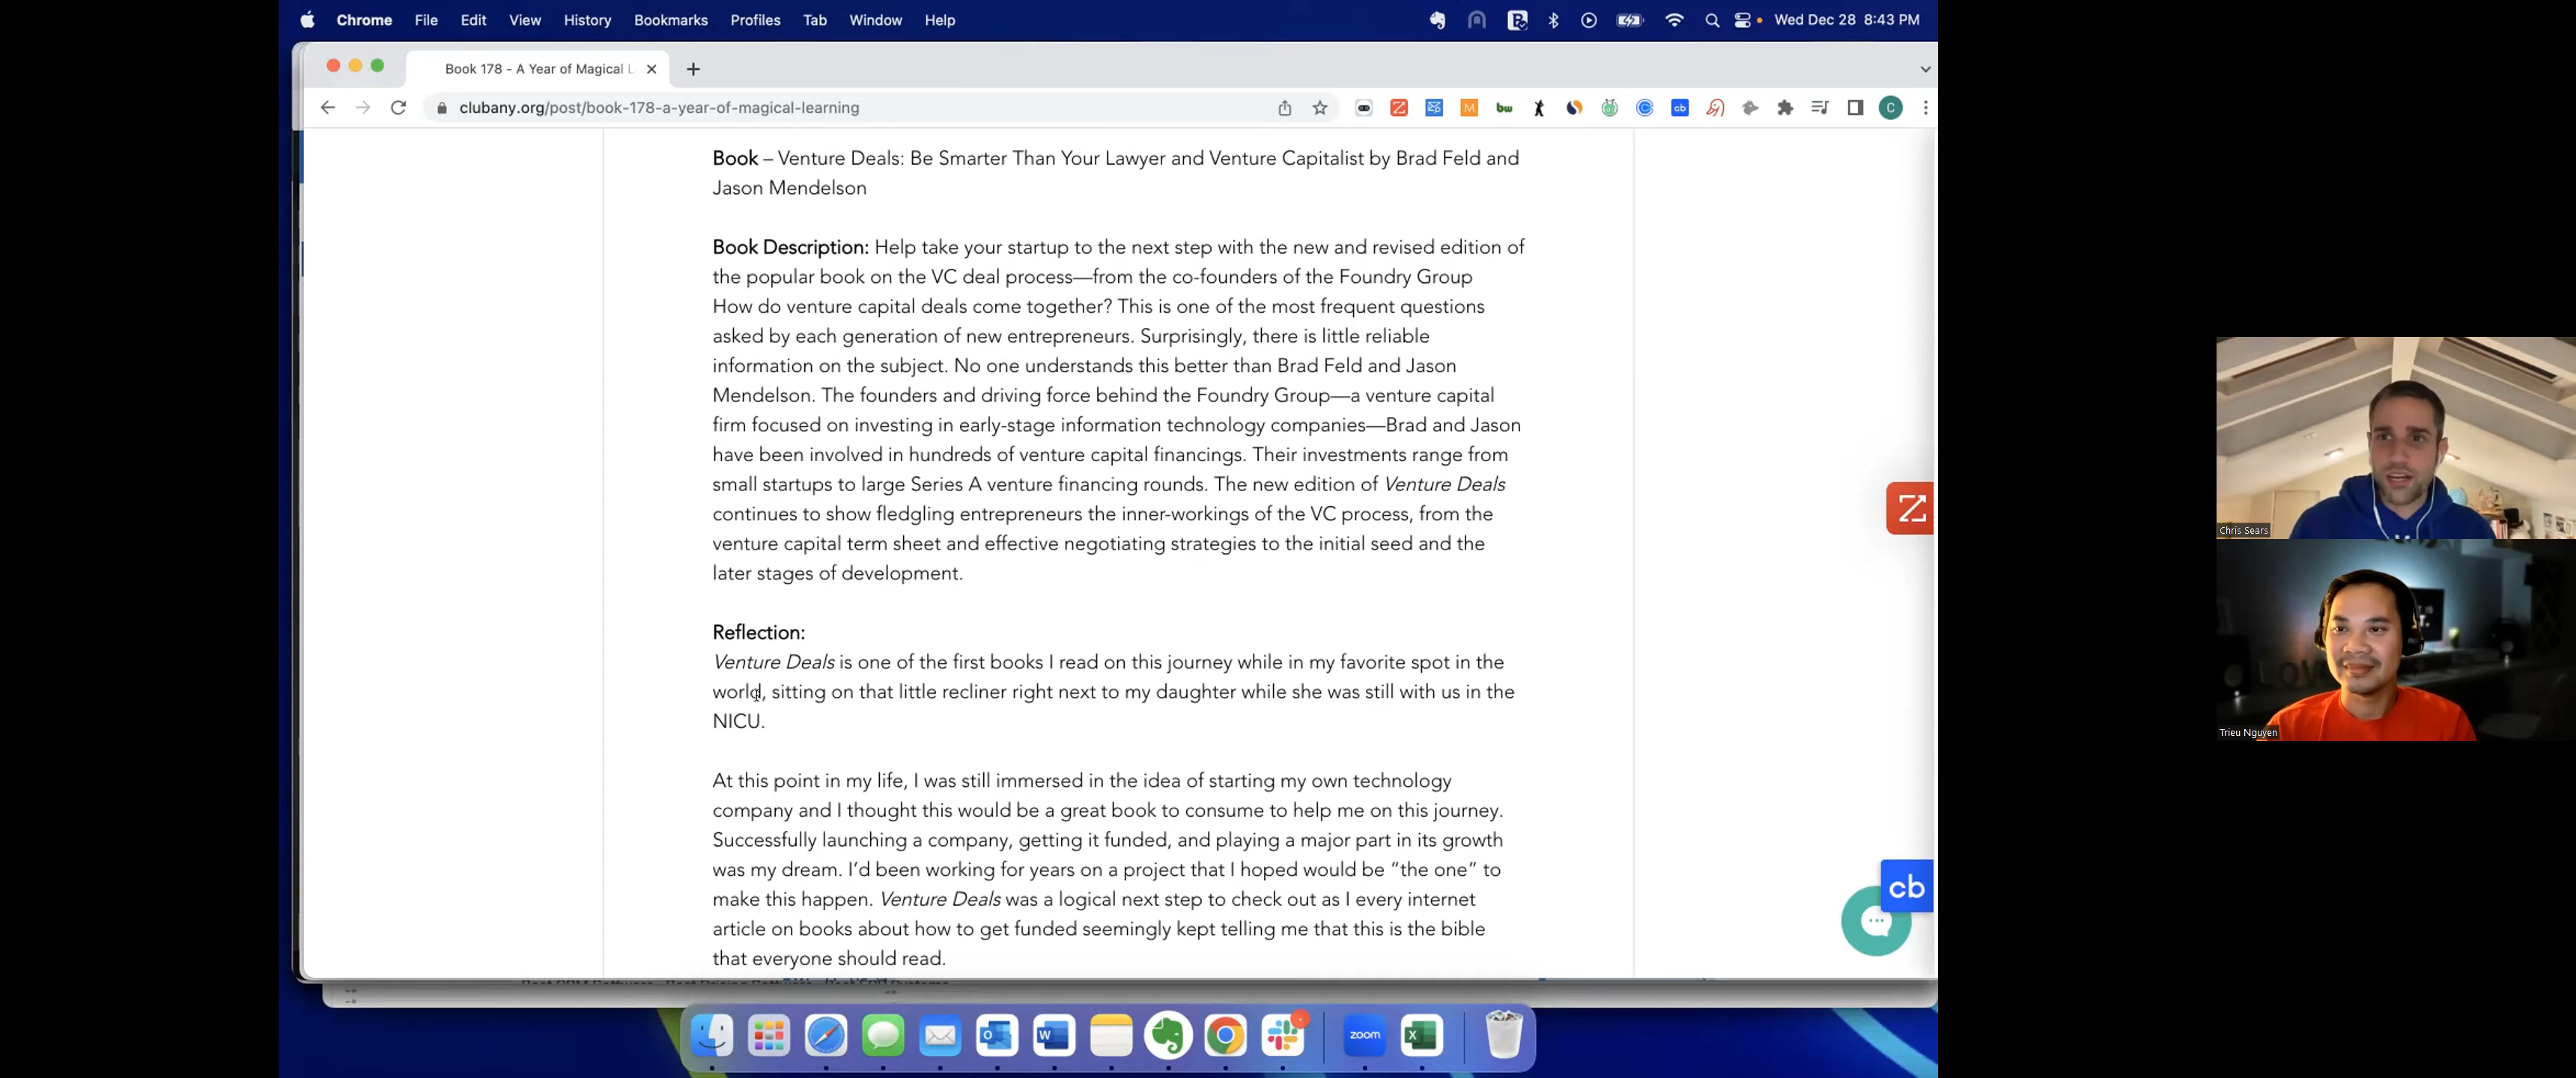 Chrome File Edit View History Bookmarks Profiles Tab Window Help
Wed Dec 28 8:43 PM
Book 178 - A Year of Magical L
clubany.org/post/book-178-a-year-of-magical-learning
M bw cb C
Book – Venture Deals: Be Smarter Than Your Lawyer and Venture Capitalist by Brad Feld and
Jason Mendelson
Book Description: Help take your startup to the next step with the new and revised edition of
the popular book on the VC deal process—from the co-founders of the Foundry Group
How do venture capital deals come together? This is one of the most frequent questions
asked by each generation of new entrepreneurs. Surprisingly, there is little reliable
information on the subject. No one understands this better than Brad Feld and Jason
Mendelson. The founders and driving force behind the Foundry Group—a venture capital
firm focused on investing in early-stage information technology companies—Brad and Jason
have been involved in hundreds of venture capital financings. Their investments range from
small startups to large Series A venture financing rounds. The new edition of Venture Deals
continues to show fledgling entrepreneurs the inner-workings of the VC process, from the
venture capital term sheet and effective negotiating strategies to the initial seed and the
later stages of development.
Reflection:
Venture Deals is one of the first books I read on this journey while in my favorite spot in the
world, sitting on that little recliner right next to my daughter while she was still with us in the
NICU.
At this point in my life, I was still immersed in the idea of starting my own technology
company and I thought this would be a great book to consume to help me on this journey.
Successfully launching a company, getting it funded, and playing a major part in its growth
was my dream. I'd been working for years on a project that I hoped would be “the one” to
make this happen. Venture Deals was a logical next step to check out as I every internet
article on books about how to get funded seemingly kept telling me that this is the bible
that everyone should read.
cb
zoom
Chris Sears
Trieu Nguyen